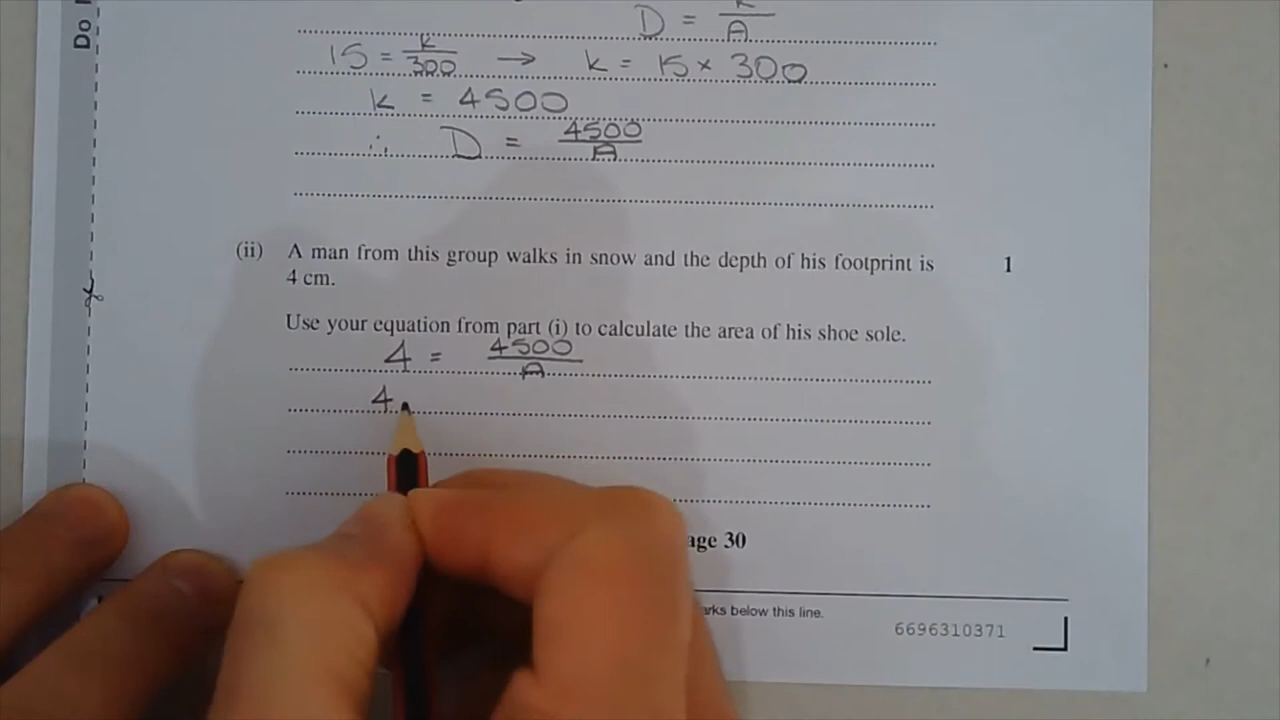 Do
D = k/A
15 = k/300 → k = 15 × 300
k = 4500
∴ D = 4500/A
(ii) A man from this group walks in snow and the depth of his footprint is 1
4 cm.
Use your equation from part (i) to calculate the area of his shoe sole.
4 = 4500/A
4
age 30
arks below this line.
6696310371